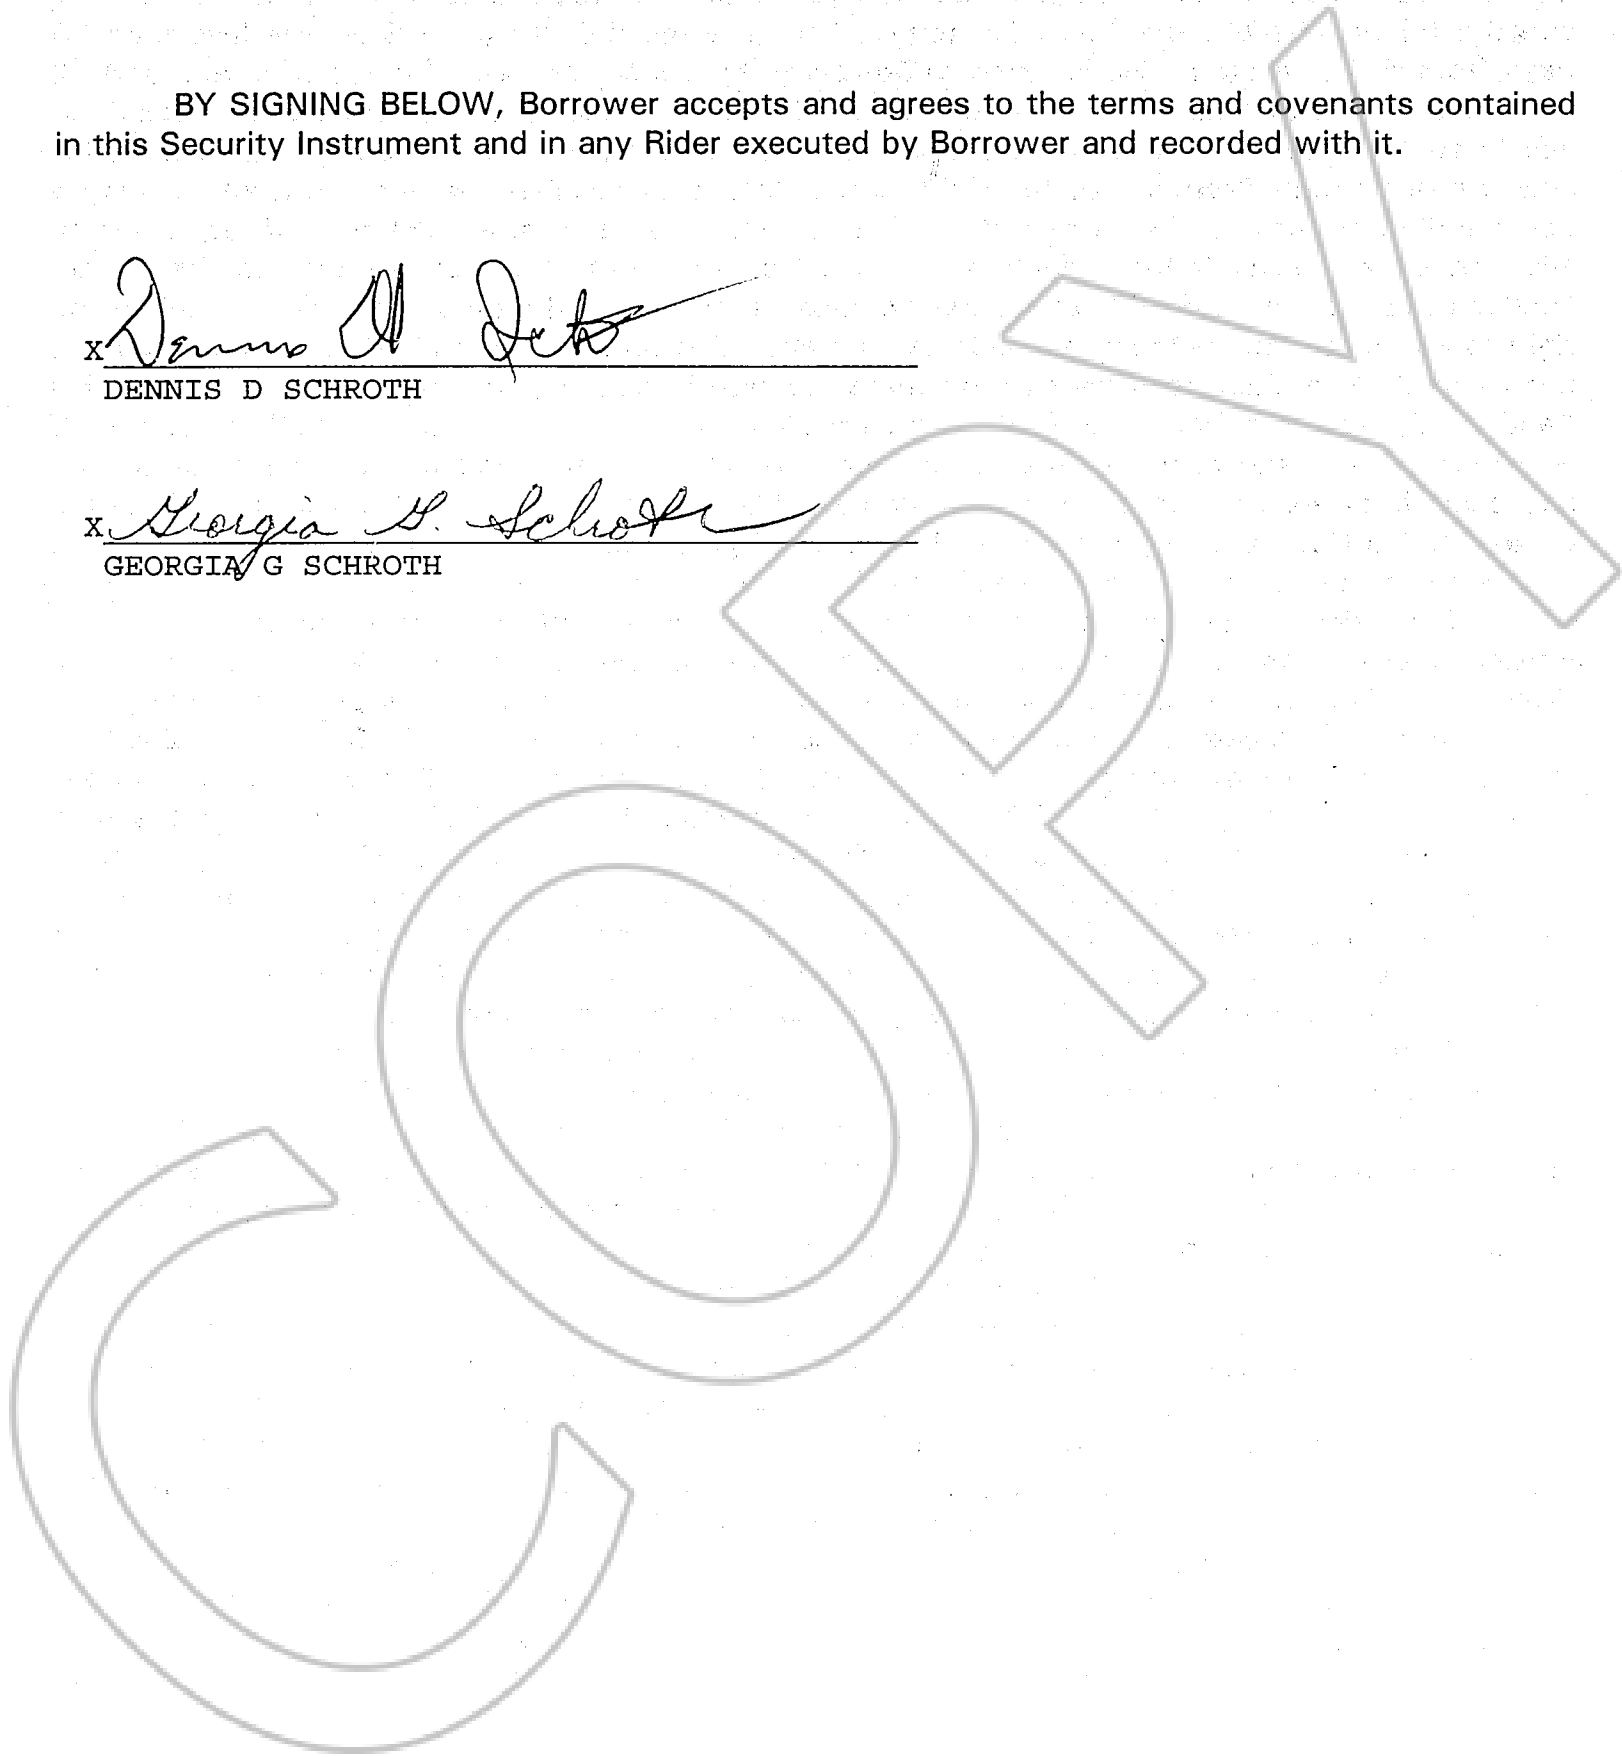 BY SIGNING BELOW, Borrower accepts and agrees to the terms and covenants contained
in this Security Instrument and in any Rider executed by Borrower and recorded with it.
x Dennis D
DENNIS D SCHROTH
x Georgia G. Schroth
GEORGIA G SCHROTH
COPY